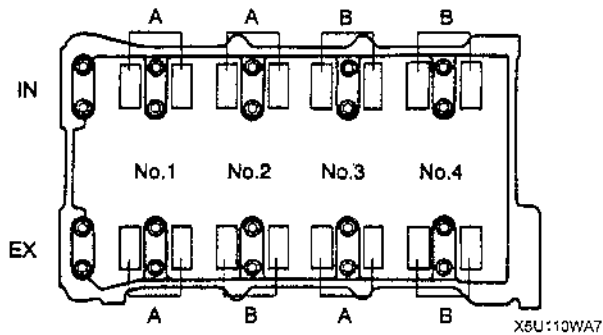 A A B B
IN
No.1 No.2 No.3 No.4
EX
A B A B
X5U110WA7